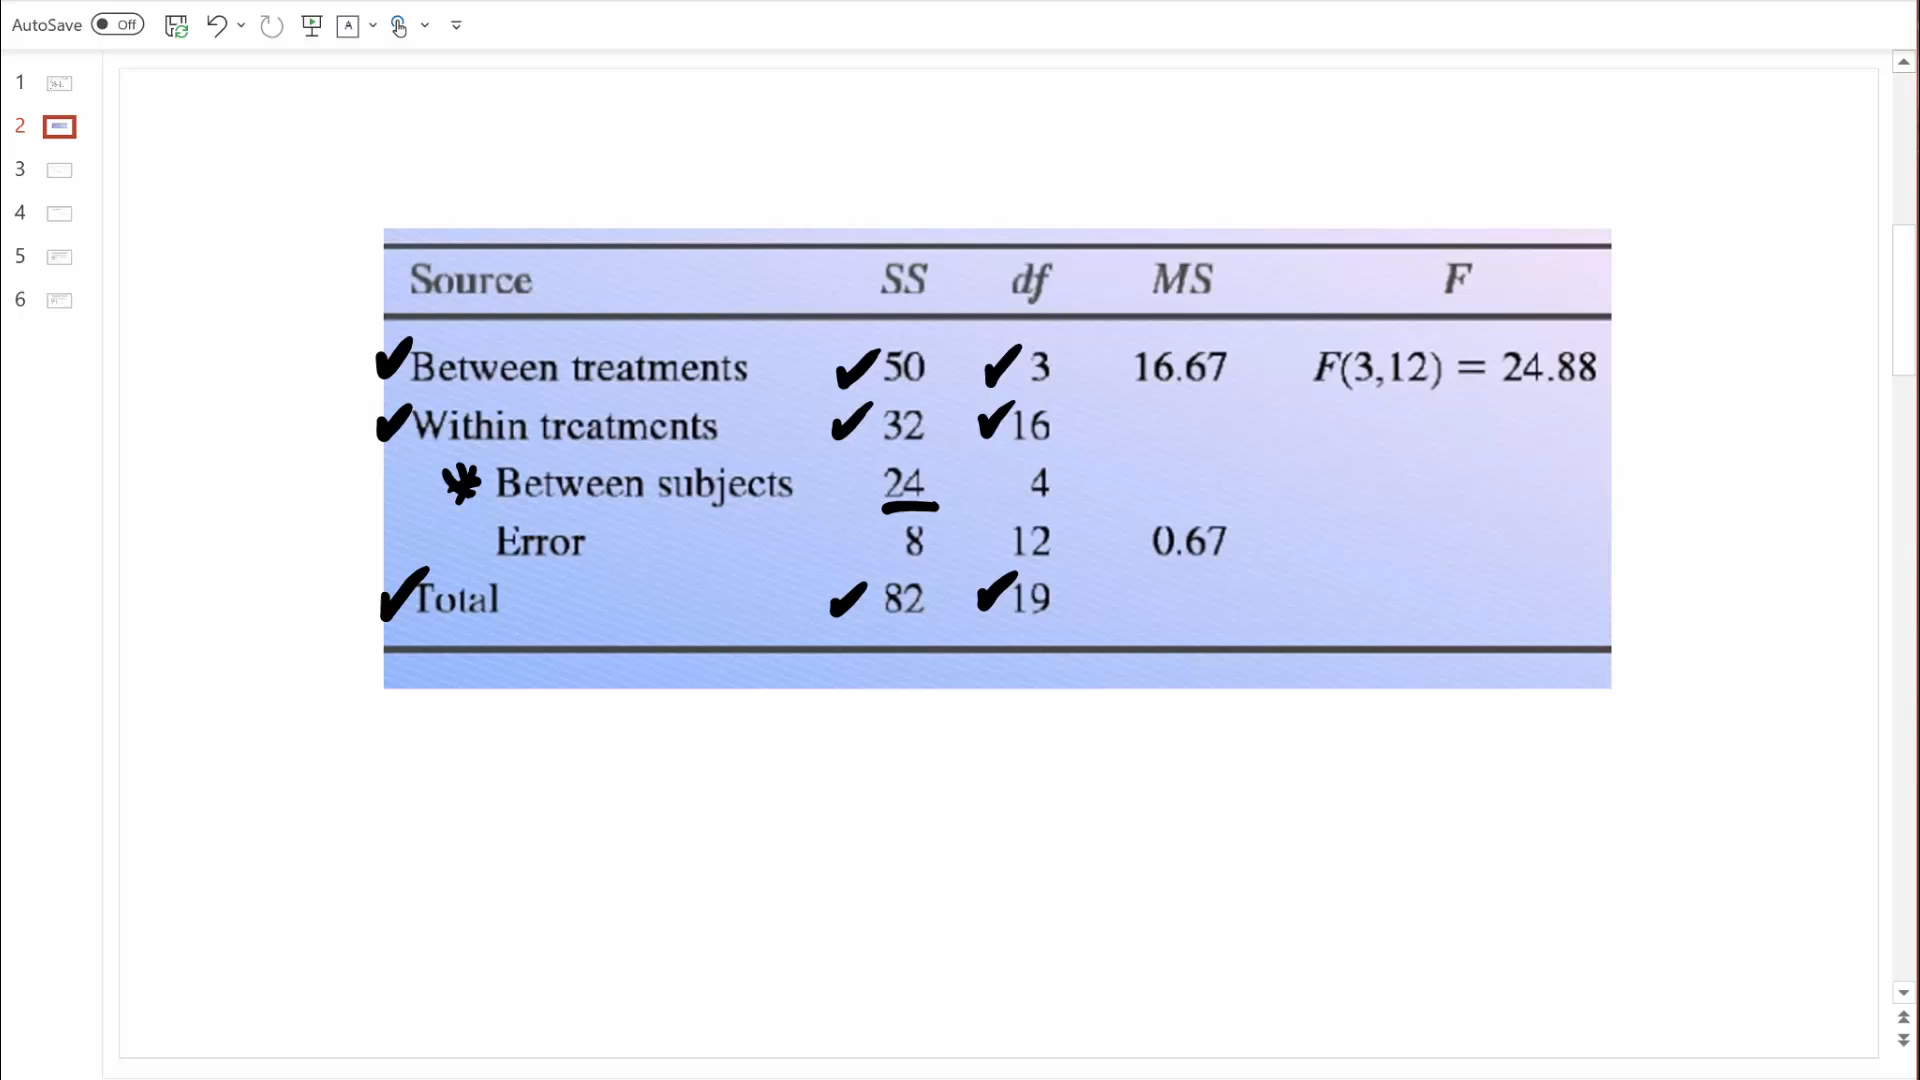 AutoSave Off A
1
2
3
4
5
6
Source SS df MS F
Between treatments 50 3 16.67 F(3,12) = 24.88
Within treatments 32 16
Between subjects 24 4
Error 8 12 0.67
Total 82 19